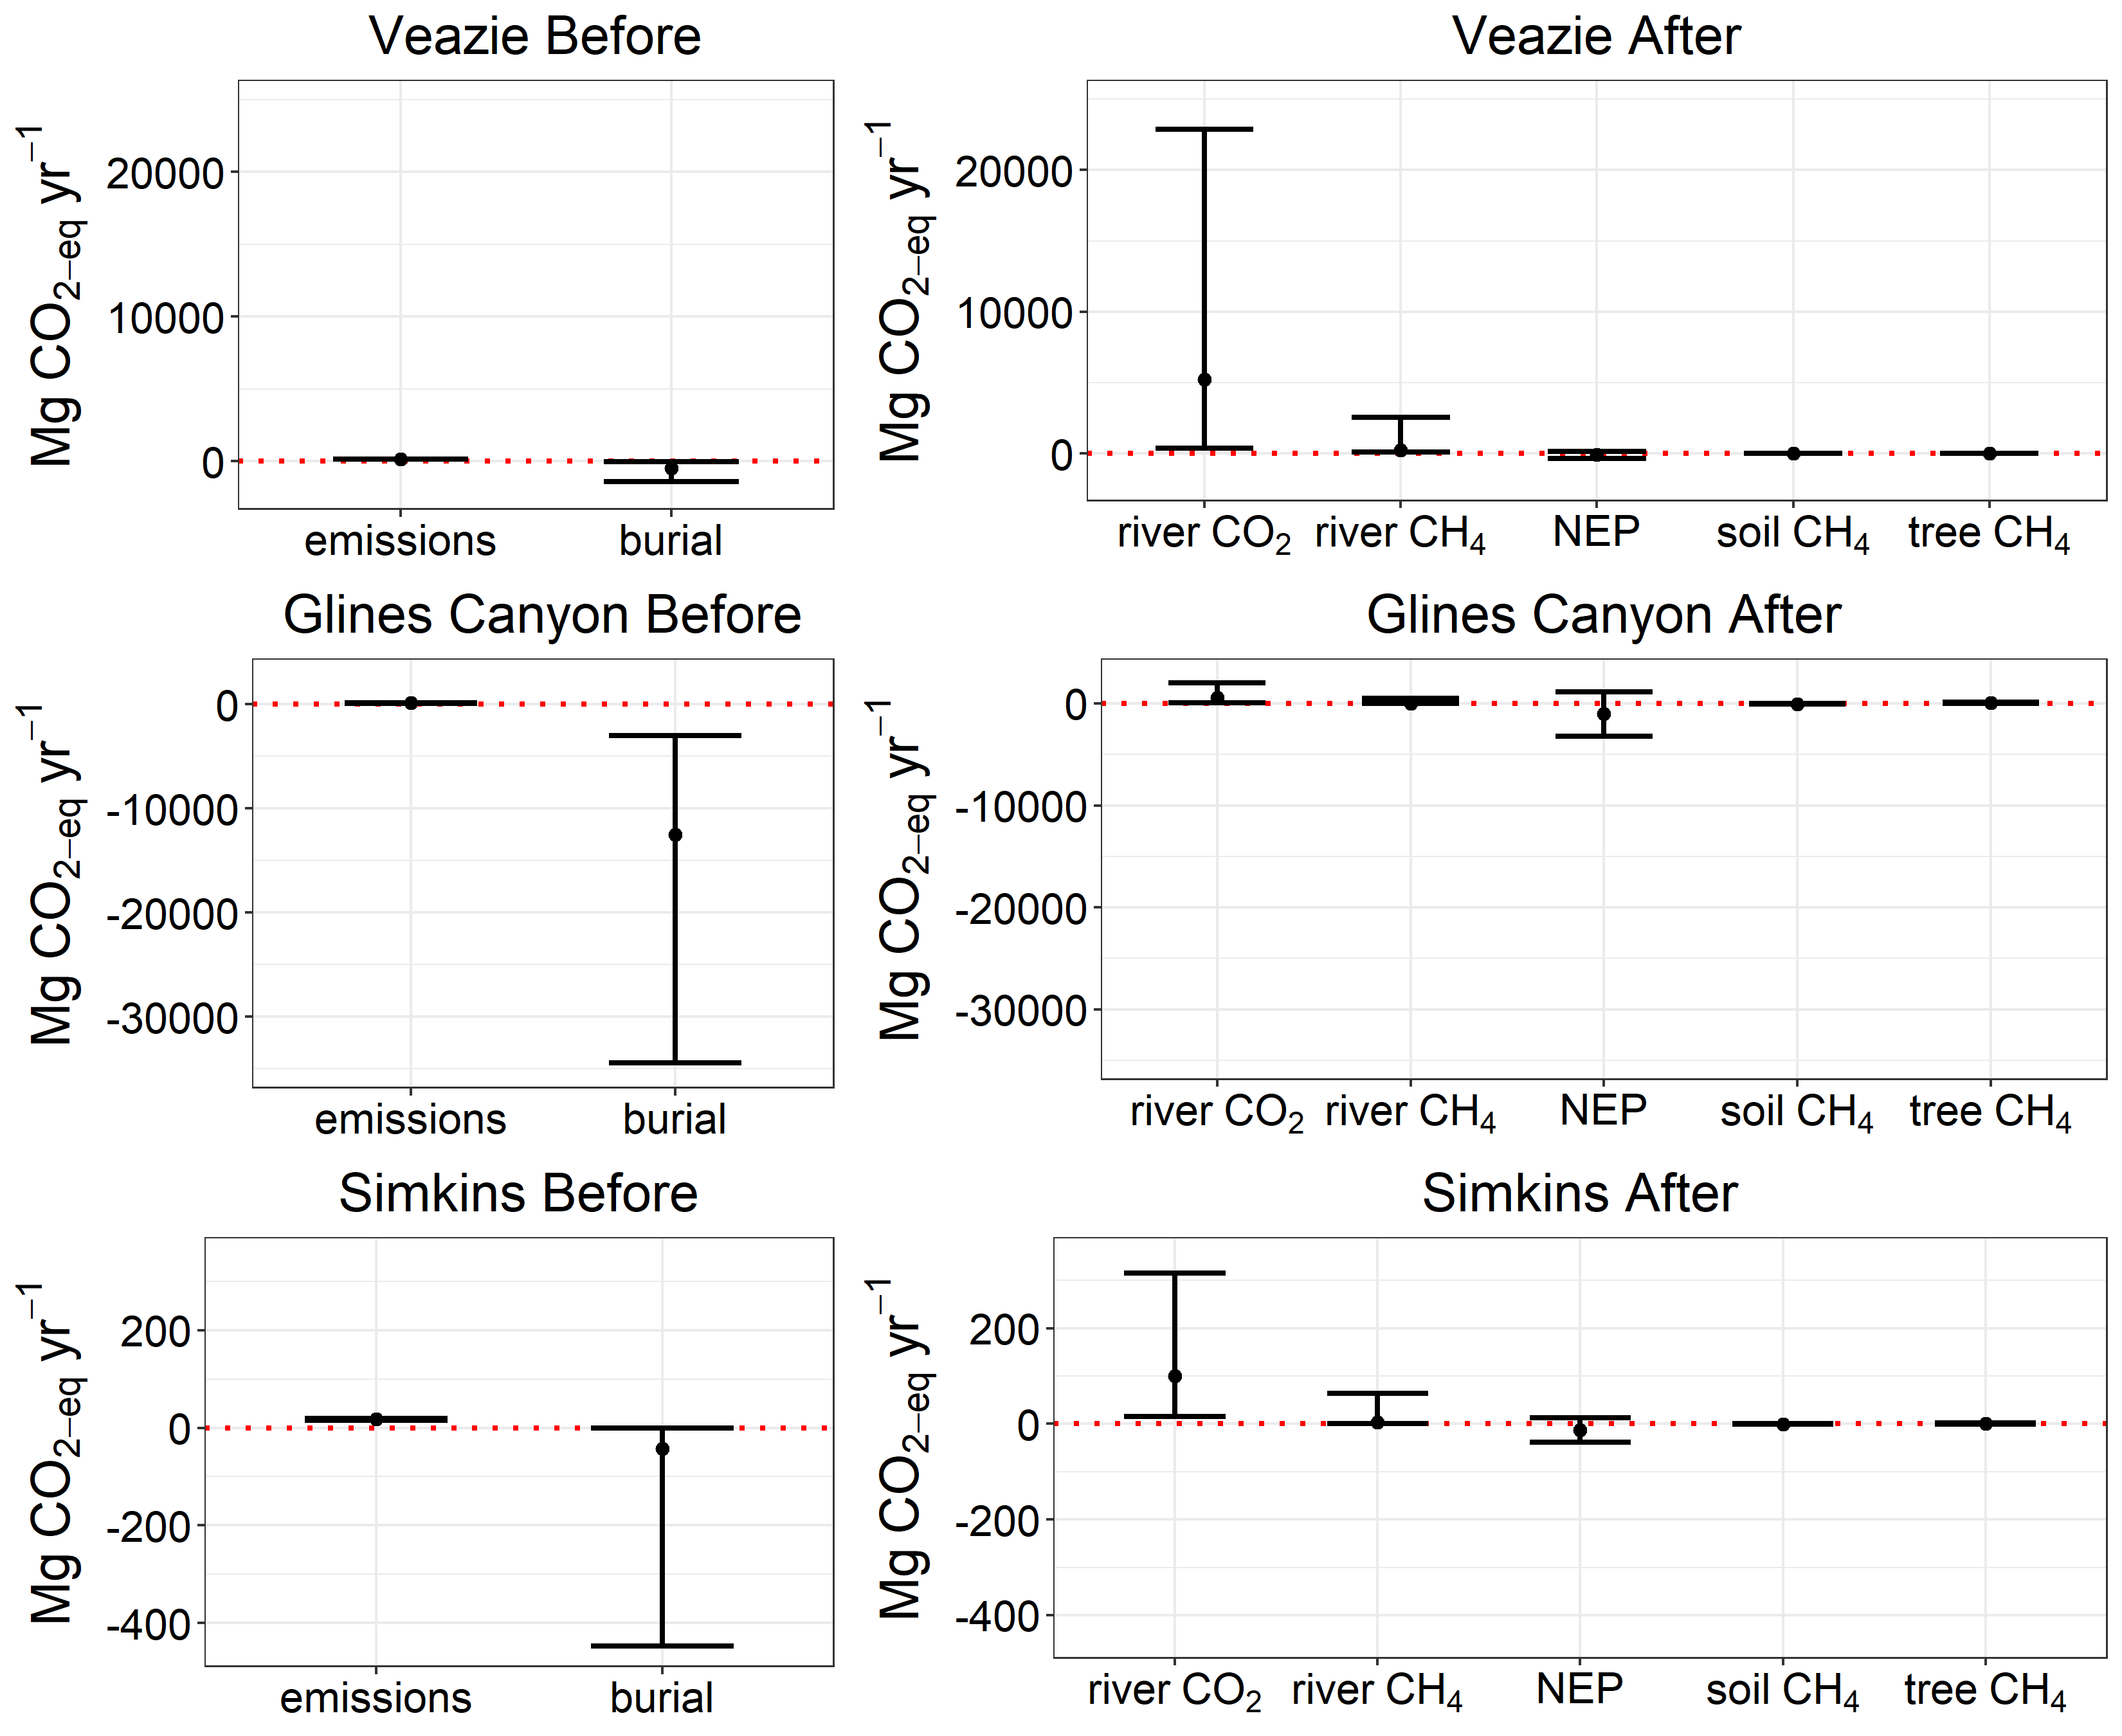 Veazie Before
Mg CO₂₋eq yr⁻¹
20000
10000
0
emissions burial
Veazie After
Mg CO₂₋eq yr⁻¹
20000
10000
0
river CO₂ river CH₄ NEP soil CH₄ tree CH₄
Glines Canyon Before
Mg CO₂₋eq yr⁻¹
0
-10000
-20000
-30000
emissions burial
Glines Canyon After
Mg CO₂₋eq yr⁻¹
0
-10000
-20000
-30000
river CO₂ river CH₄ NEP soil CH₄ tree CH₄
Simkins Before
Mg CO₂₋eq yr⁻¹
200
0
-200
-400
emissions burial
Simkins After
Mg CO₂₋eq yr⁻¹
200
0
-200
-400
river CO₂ river CH₄ NEP soil CH₄ tree CH₄